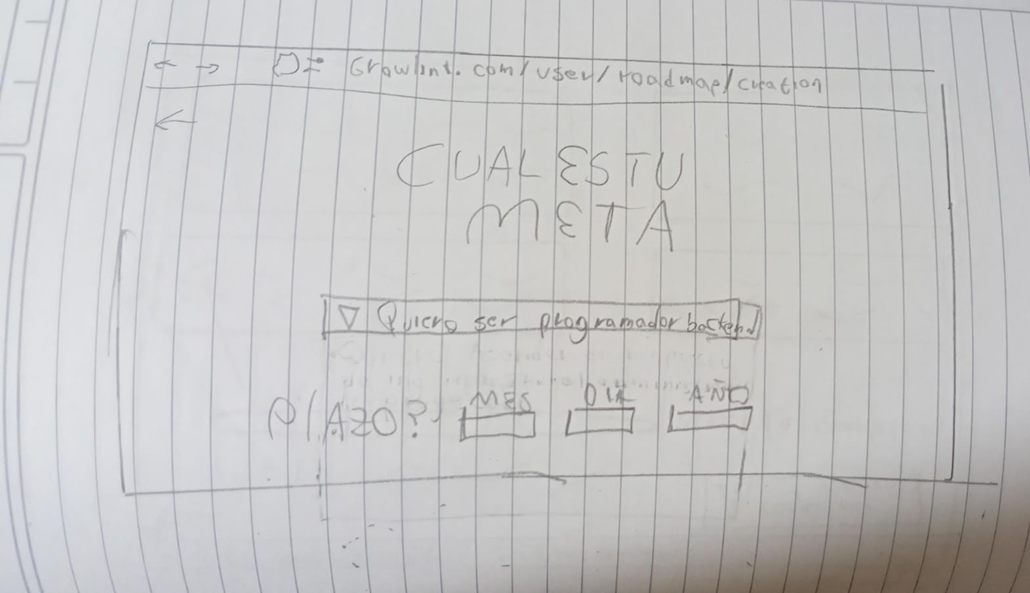 Growlint.com/user/roadmap/creation
CUAL ES TU
META
Quiero ser programador backend
PLAZO? MES DIA AÑO